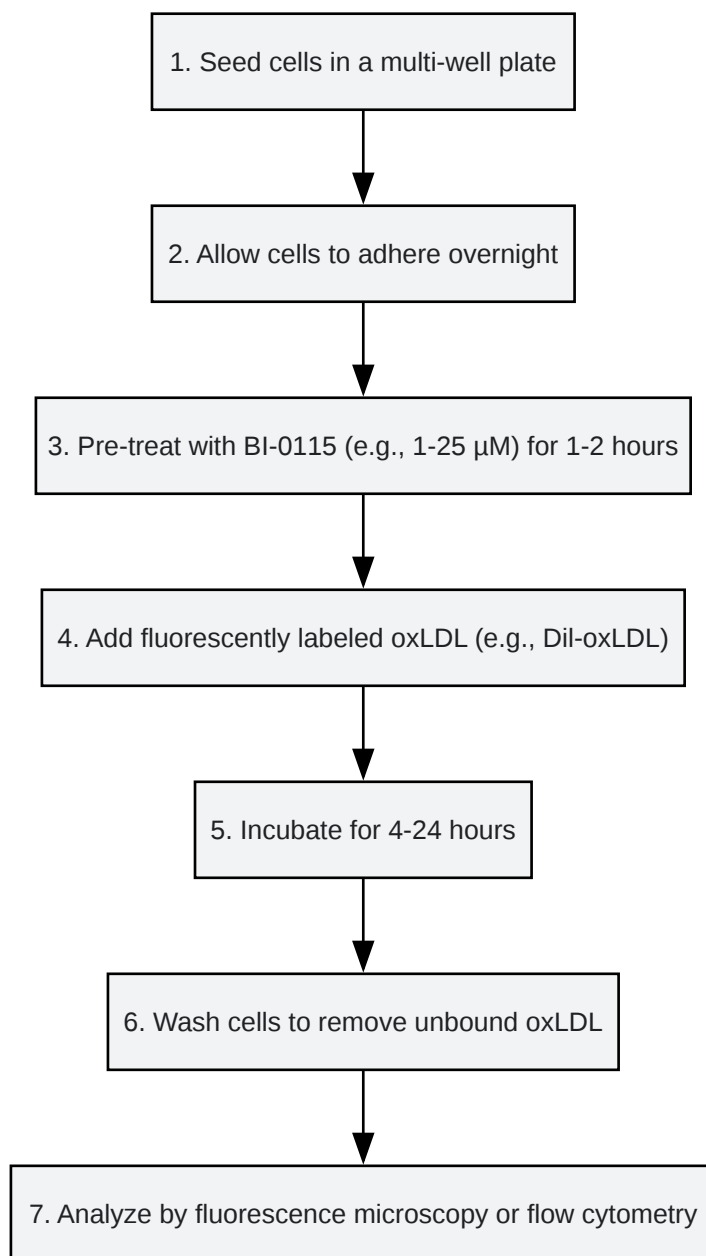 1. Seed cells in a multi-well plate
2. Allow cells to adhere overnight
3. Pre-treat with BI-0115 (e.g., 1-25 µM) for 1-2 hours
4. Add fluorescently labeled oxLDL (e.g., Dil-oxLDL)
5. Incubate for 4-24 hours
6. Wash cells to remove unbound oxLDL
7. Analyze by fluorescence microscopy or flow cytometry